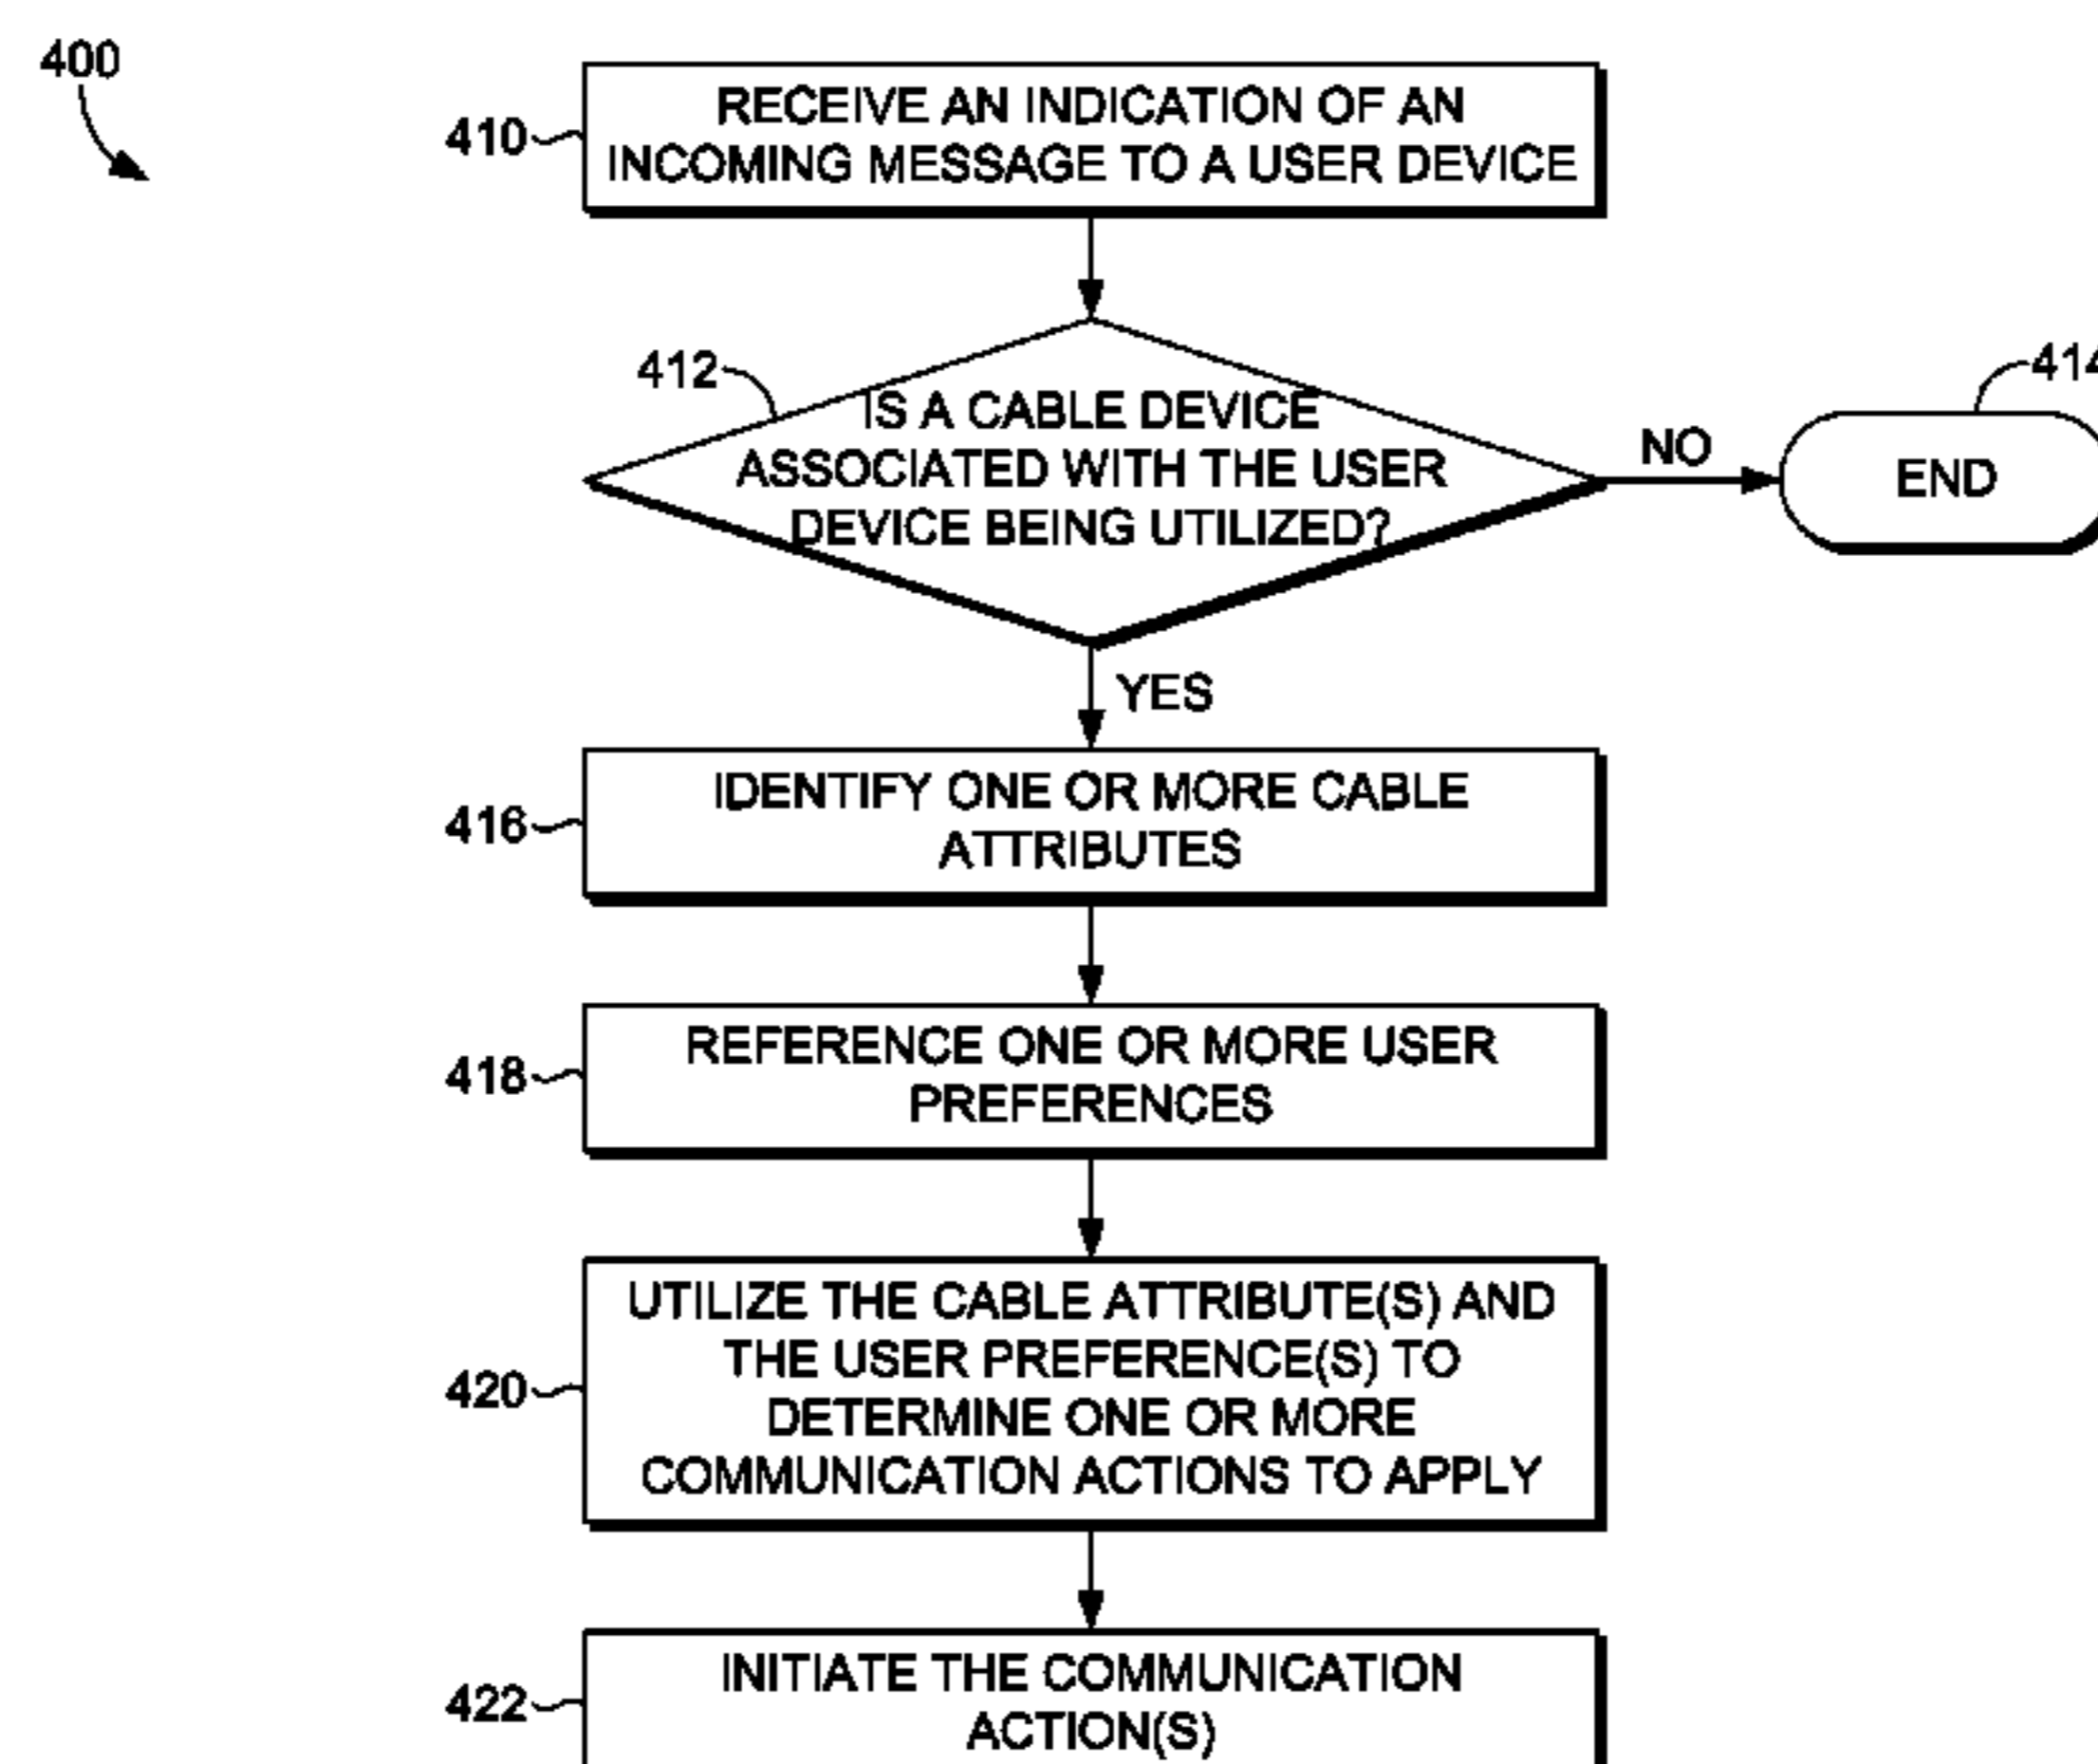 400
410
RECEIVE AN INDICATION OF AN
INCOMING MESSAGE TO A USER DEVICE
412
IS A CABLE DEVICE
ASSOCIATED WITH THE USER
DEVICE BEING UTILIZED?
NO
414
END
YES
416
IDENTIFY ONE OR MORE CABLE
ATTRIBUTES
418
REFERENCE ONE OR MORE USER
PREFERENCES
420
UTILIZE THE CABLE ATTRIBUTE(S) AND
THE USER PREFERENCE(S) TO
DETERMINE ONE OR MORE
COMMUNICATION ACTIONS TO APPLY
422
INITIATE THE COMMUNICATION
ACTION(S)